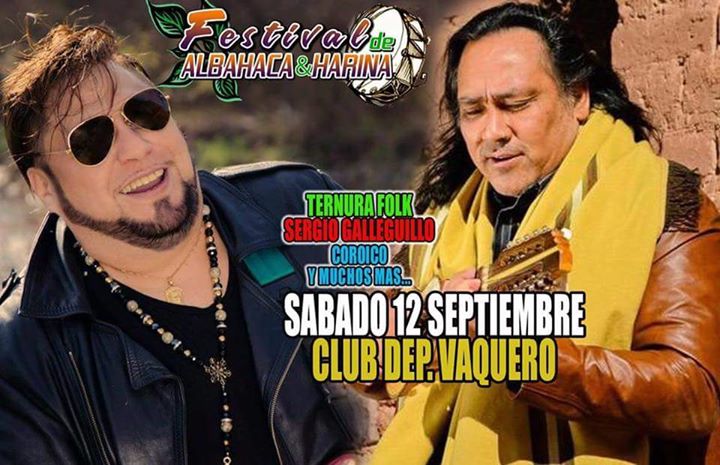 Festival de
ALBAHACA & HARINA
TERNURA FOLK
SERGIO GALLEGUILLO
COROICO
Y MUCHOS MAS...
SABADO 12 SEPTIEMBRE
CLUB DEP. VAQUERO